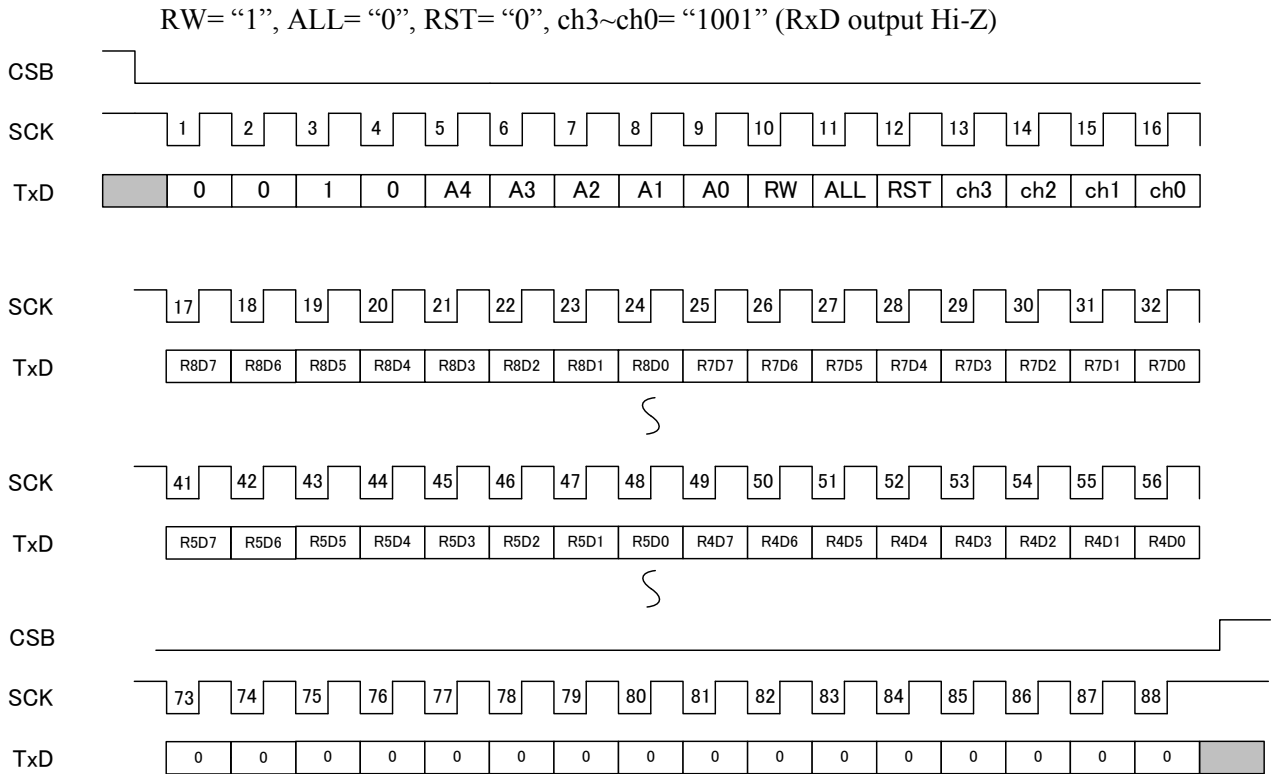 RW= “1”, ALL= “0”, RST= “0”, ch3~ch0= “1001” (RxD output Hi-Z)
CSB
SCK 1 2 3 4 5 6 7 8 9 10 11 12 13 14 15 16
TxD 0 0 1 0 A4 A3 A2 A1 A0 RW ALL RST ch3 ch2 ch1 ch0
SCK 17 18 19 20 21 22 23 24 25 26 27 28 29 30 31 32
TxD R8D7 R8D6 R8D5 R8D4 R8D3 R8D2 R8D1 R8D0 R7D7 R7D6 R7D5 R7D4 R7D3 R7D2 R7D1 R7D0
SCK 41 42 43 44 45 46 47 48 49 50 51 52 53 54 55 56
TxD R5D7 R5D6 R5D5 R5D4 R5D3 R5D2 R5D1 R5D0 R4D7 R4D6 R4D5 R4D4 R4D3 R4D2 R4D1 R4D0
CSB
SCK 73 74 75 76 77 78 79 80 81 82 83 84 85 86 87 88
TxD 0 0 0 0 0 0 0 0 0 0 0 0 0 0 0 0